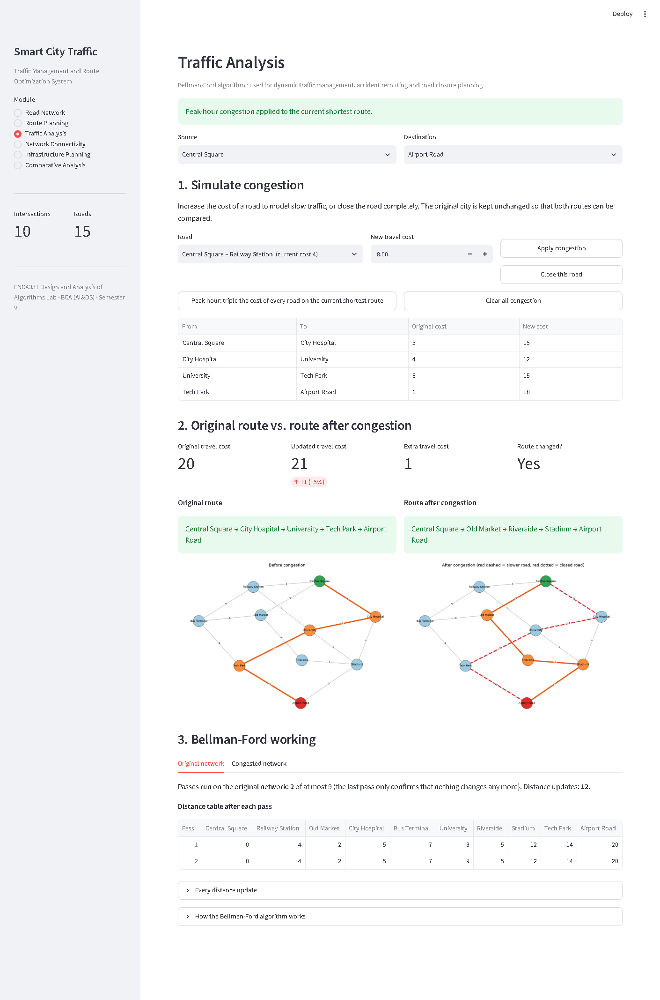 Deploy
Smart City Traffic
Traffic Management and Route
Optimization System
Module
Road Network
Route Planning
Traffic Analysis
Network Connectivity
Infrastructure Planning
Comparative Analysis
Intersections Roads
10 15
ENCA351 Design and Analysis of
Algorithms Lab · BCA (AI&DS) · Semester
V
Traffic Analysis
Bellman-Ford algorithm · used for dynamic traffic management, accident rerouting and road closure planning
Peak-hour congestion applied to the current shortest route.
Source Destination
Central Square Airport Road
1. Simulate congestion
Increase the cost of a road to model slow traffic, or close the road completely. The original city is kept unchanged so that both routes can be
compared.
Road New travel cost
Central Square – Railway Station (current cost 4) 8.00 Apply congestion
Close this road
Peak hour: triple the cost of every road on the current shortest route Clear all congestion
From To Original cost New cost
Central Square City Hospital 5 15
City Hospital University 4 12
University Tech Park 5 15
Tech Park Airport Road 6 18
2. Original route vs. route after congestion
Original travel cost Updated travel cost Extra travel cost Route changed?
20 21 1 Yes
↑ +1 (+5%)
Original route Route after congestion
Central Square → City Hospital → University → Tech Park → Airport
Road
Central Square → Old Market → Riverside → Stadium → Airport
Road
Before congestion
Central Square
Railway Station
Old Market
City Hospital
Bus Terminal
University
Riverside
Stadium
Tech Park
Airport Road
After congestion (red dashed = slower road, red dotted = closed road)
Central Square
Railway Station
Old Market
City Hospital
Bus Terminal
University
Riverside
Stadium
Tech Park
Airport Road
3. Bellman-Ford working
Original network Congested network
Passes run on the original network: 2 of at most 9 (the last pass only confirms that nothing changes any more). Distance updates: 12.
Distance table after each pass
Pass Central Square Railway Station Old Market City Hospital Bus Terminal University Riverside Stadium Tech Park Airport Road
1 0 4 2 5 7 9 5 12 14 20
2 0 4 2 5 7 9 5 12 14 20
Every distance update
How the Bellman-Ford algorithm works